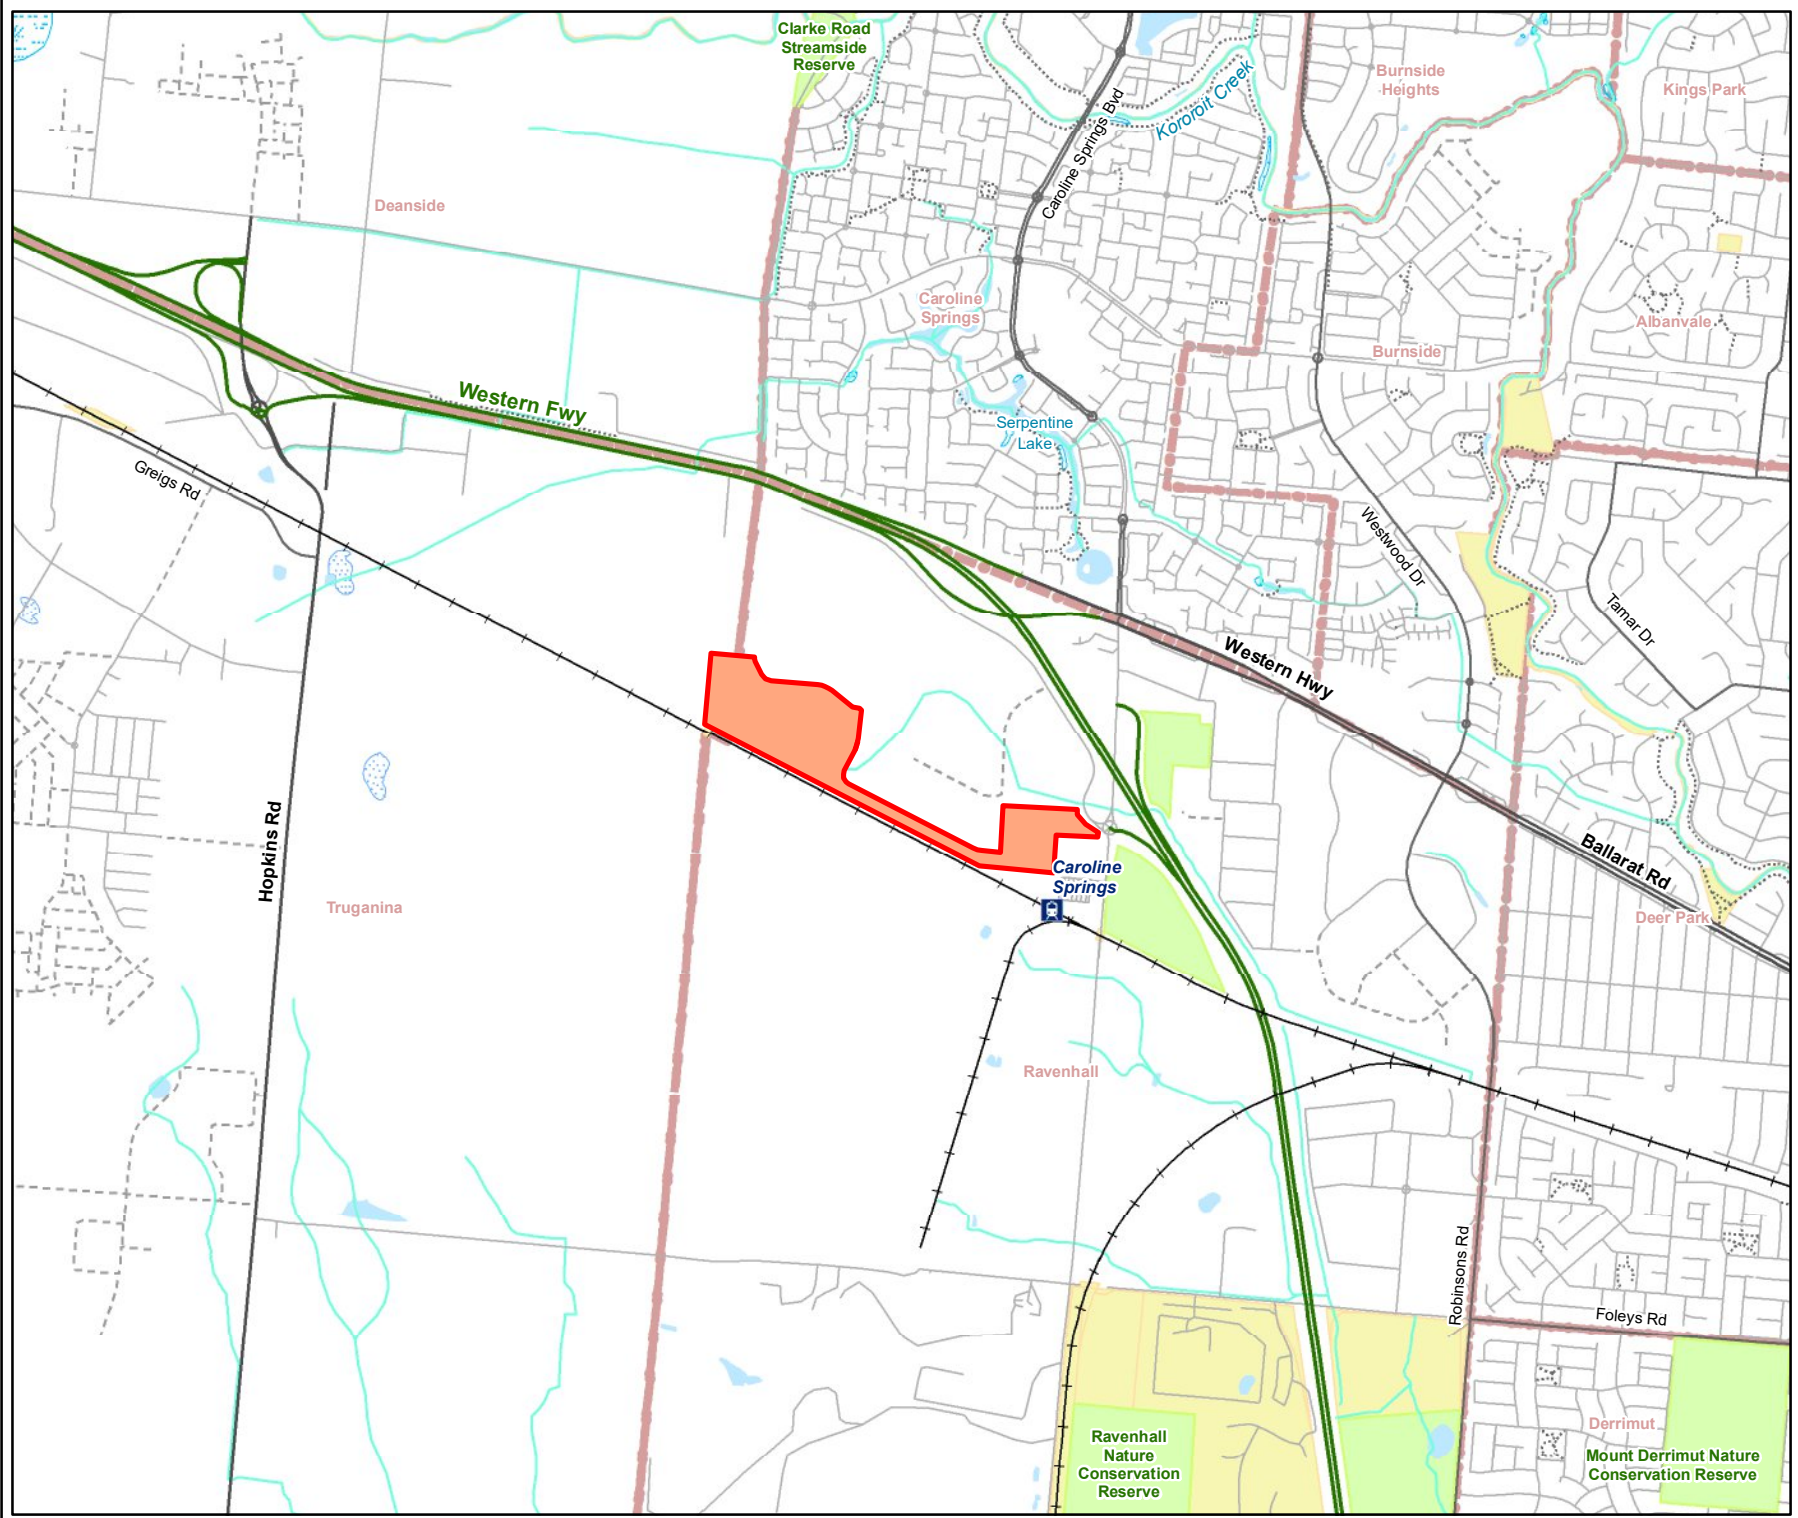 Clarke Road
Streamside
Reserve
Burnside
Heights
Kings Park
Kororoit Creek
Caroline Springs Bvd
Deanside
Caroline
Springs
Albanvale
Burnside
Western Fwy
Serpentine
Lake
Greigs Rd
Westwood Dr
Tamar Dr
Western Hwy
Hopkins Rd
Ballarat Rd
Caroline
Springs
Truganina
Deer Park
Ravenhall
Robinsons Rd
Foleys Rd
Derrimut
Ravenhall
Nature
Conservation
Reserve
Mount Derrimut Nature
Conservation Reserve